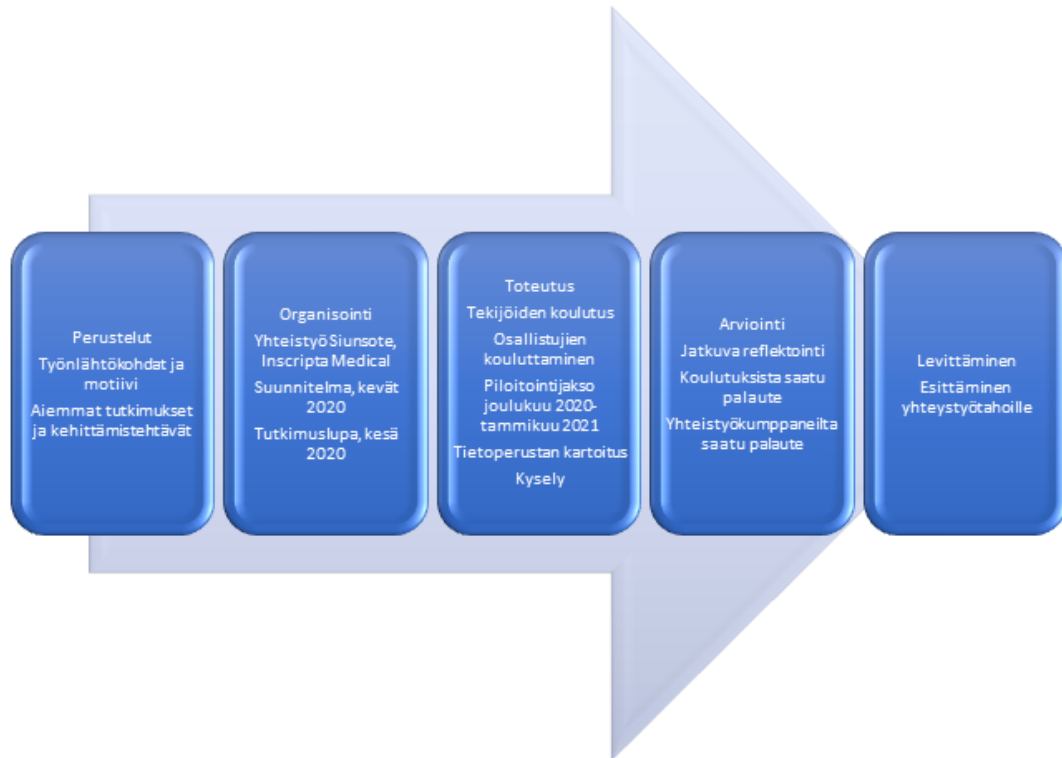 Perustelut
Työnlähtökohdat ja
motiivi
Aiemmat tutkimukset
ja kehittämistehtävät
Organisointi
Yhteistyö Siunsote,
Inscripta Medical
Suunnitelma, kevät
2020
Tutkimuslupa, kesä
2020
Toteutus
Tekijöiden koulutus
Osallistujien
kouluttaminen
Piloitointijakso
joulukuu 2020-
tammikuu 2021
Tietoperustan kartoitus
Kysely
Arviointi
Jatkuva reflektointi
Koulutuksista saatu
palaute
Yhteistyökumppaneilta
saatu palaute
Levittäminen
Esittäminen
yhteystyötahoille